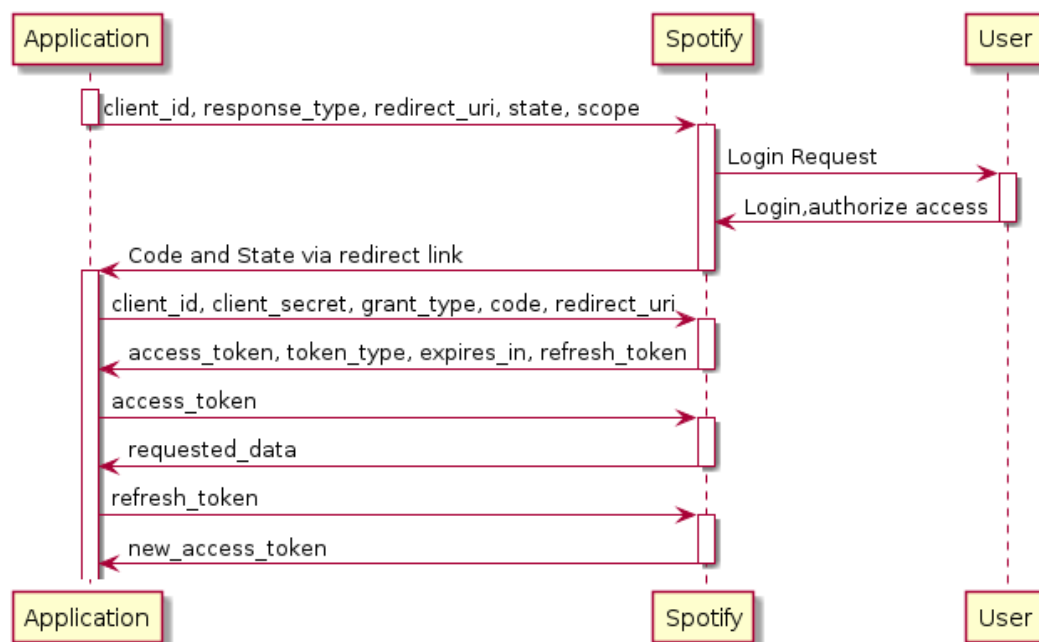 Application Spotify User
client_id, response_type, redirect_uri, state, scope
Login Request
Login,authorize access
Code and State via redirect link
client_id, client_secret, grant_type, code, redirect_uri
access_token, token_type, expires_in, refresh_token
access_token
requested_data
refresh_token
new_access_token
Application Spotify User